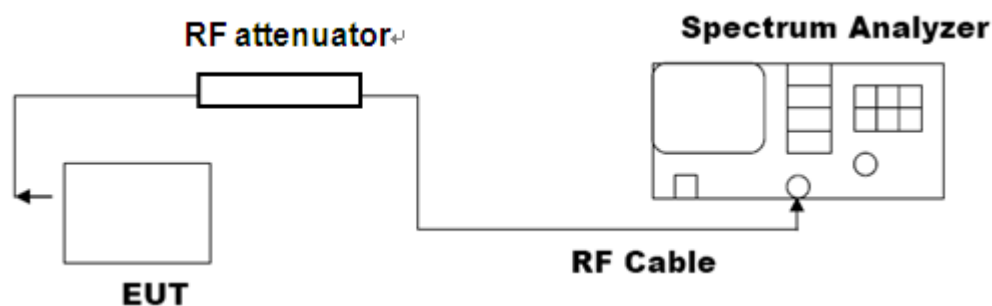 RF attenuator↵
Spectrum Analyzer
RF Cable
EUT